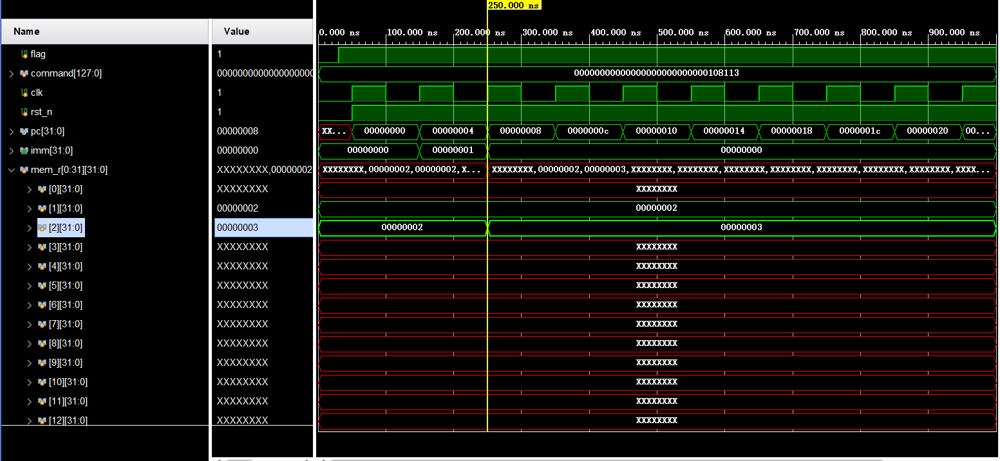 250.000 ns
Name Value
0.000 ns 100.000 ns 200.000 ns 300.000 ns 400.000 ns 500.000 ns 600.000 ns 700.000 ns 800.000 ns 900.000 ns
flag 1
command[127:0] 00000000000000000000 00000000000000000000000000108113
clk 1
rst_n 1
pc[31:0] 00000008 XX... 00000000 00000004 00000008 0000000c 00000010 00000014 00000018 0000001c 00000020 00...
imm[31:0] 00000000 00000000 00000001 00000000
mem_r[0:31][31:0] XXXXXXXX,00000002 XXXXXXXX,00000002,00000002,X... XXXXXXXX,00000002,00000003,XXXXXXXX,XXXXXXXX,XXXXXXXX,XXXXXXXX,XXXXXXXX,XXXXXXXX,XXXXXXXX,XXXX...
[0][31:0] XXXXXXXX XXXXXXXX
[1][31:0] 00000002 00000002
[2][31:0] 00000003 00000002 00000003
[3][31:0] XXXXXXXX XXXXXXXX
[4][31:0] XXXXXXXX XXXXXXXX
[5][31:0] XXXXXXXX XXXXXXXX
[6][31:0] XXXXXXXX XXXXXXXX
[7][31:0] XXXXXXXX XXXXXXXX
[8][31:0] XXXXXXXX XXXXXXXX
[9][31:0] XXXXXXXX XXXXXXXX
[10][31:0] XXXXXXXX XXXXXXXX
[11][31:0] XXXXXXXX XXXXXXXX
[12][31:0] XXXXXXXX XXXXXXXX